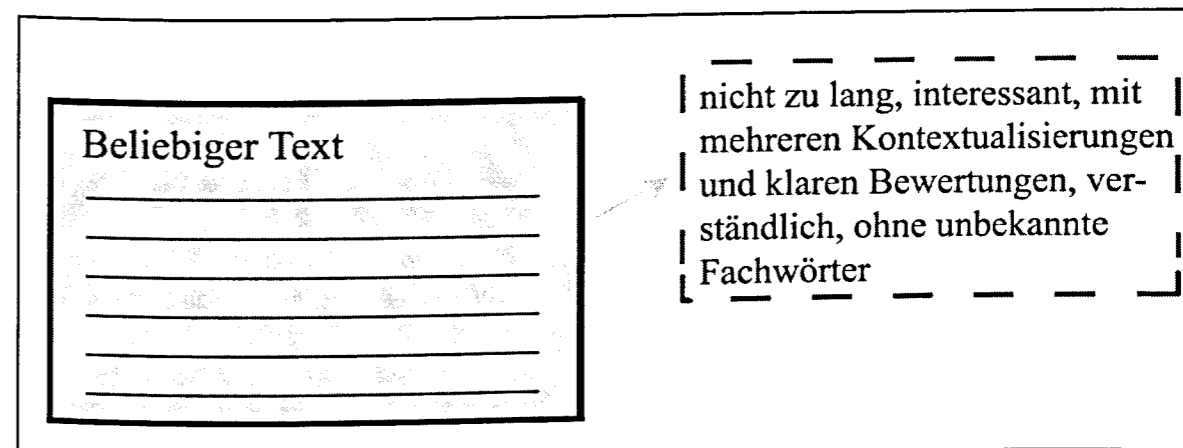 Beliebiger Text
nicht zu lang, interessant, mit
mehreren Kontextualisierungen
und klaren Bewertungen, ver-
ständlich, ohne unbekannte
Fachwörter